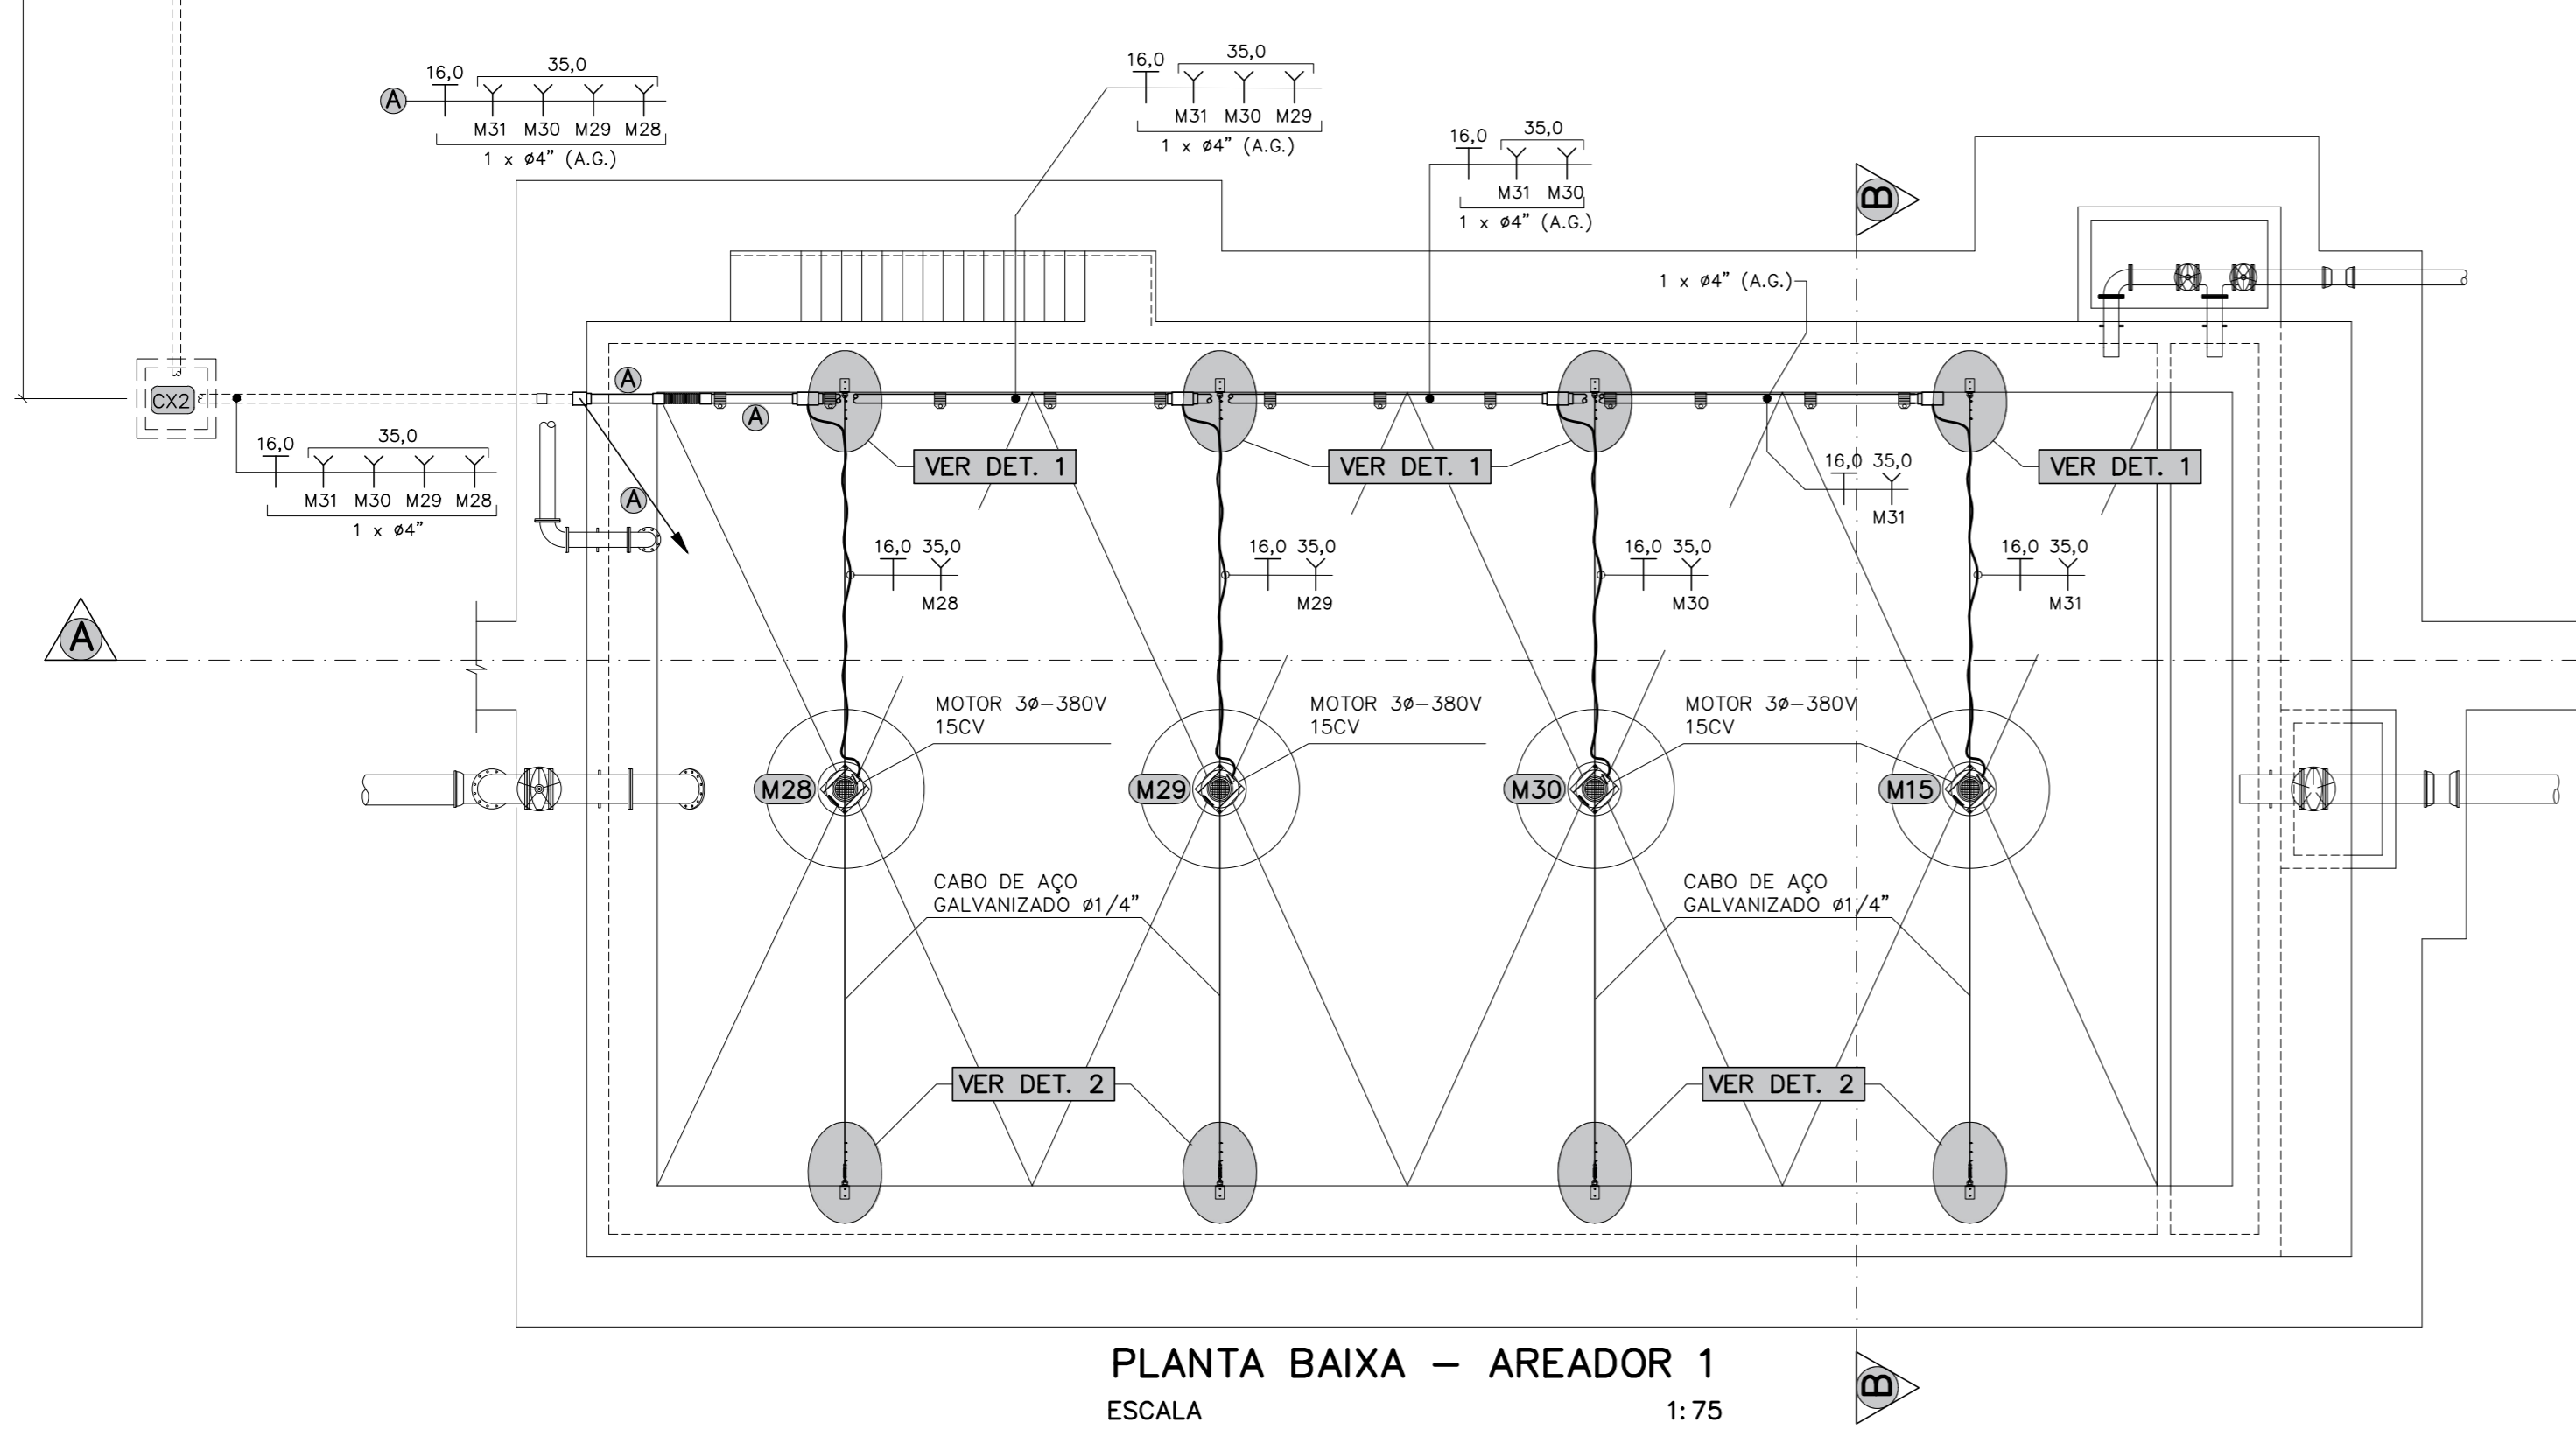 16,0 35,0
A
M31 M30 M29 M28
1 x ø4" (A.G.)
16,0 35,0
M31 M30 M29
1 x ø4" (A.G.)
16,0 35,0
M31 M30
1 x ø4" (A.G.)
B
1 x ø4" (A.G.)
A
CX2
A
16,0 35,0
M31 M30 M29 M28
1 x ø4"
A
VER DET. 1
VER DET. 1
VER DET. 1
16,0 35,0
M31
16,0 35,0
M28
16,0 35,0
M29
16,0 35,0
M30
16,0 35,0
M31
A
MOTOR 3ø–380V
15CV
MOTOR 3ø–380V
15CV
MOTOR 3ø–380V
15CV
M28
M29
M30
M15
CABO DE AÇO
GALVANIZADO ø1/4"
CABO DE AÇO
GALVANIZADO ø1/4"
VER DET. 2
VER DET. 2
PLANTA BAIXA – AREADOR 1
ESCALA 1:75
B